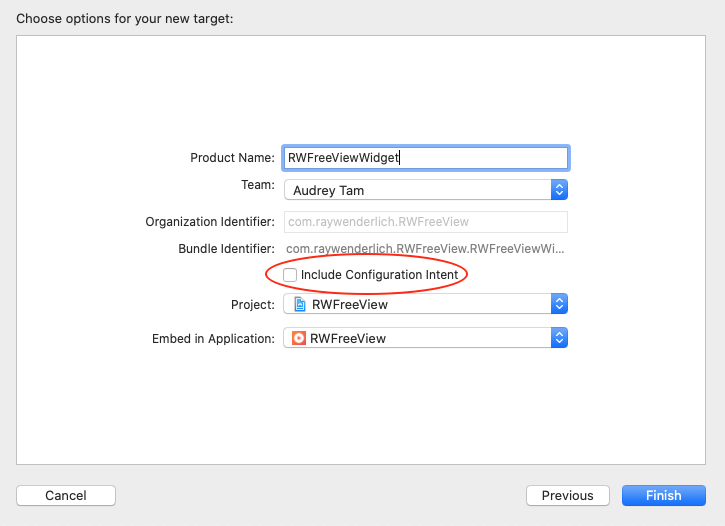 Choose options for your new target:
Product Name: RWFreeViewWidget
Team: Audrey Tam
Organization Identifier: com.raywenderlich.RWFreeView
Bundle Identifier: com.raywenderlich.RWFreeView.RWFreeViewWi...
Include Configuration Intent
Project: RWFreeView
Embed in Application: RWFreeView
Cancel Previous Finish